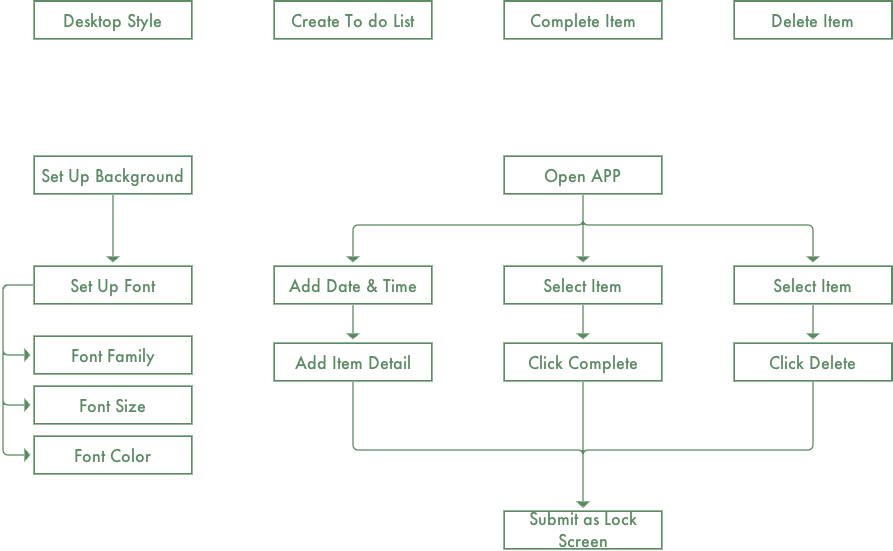 Desktop Style
Create To do List
Complete Item
Delete Item
Set Up Background
Open APP
Set Up Font
Add Date & Time
Select Item
Select Item
Font Family
Add Item Detail
Click Complete
Click Delete
Font Size
Font Color
Submit as Lock
Screen